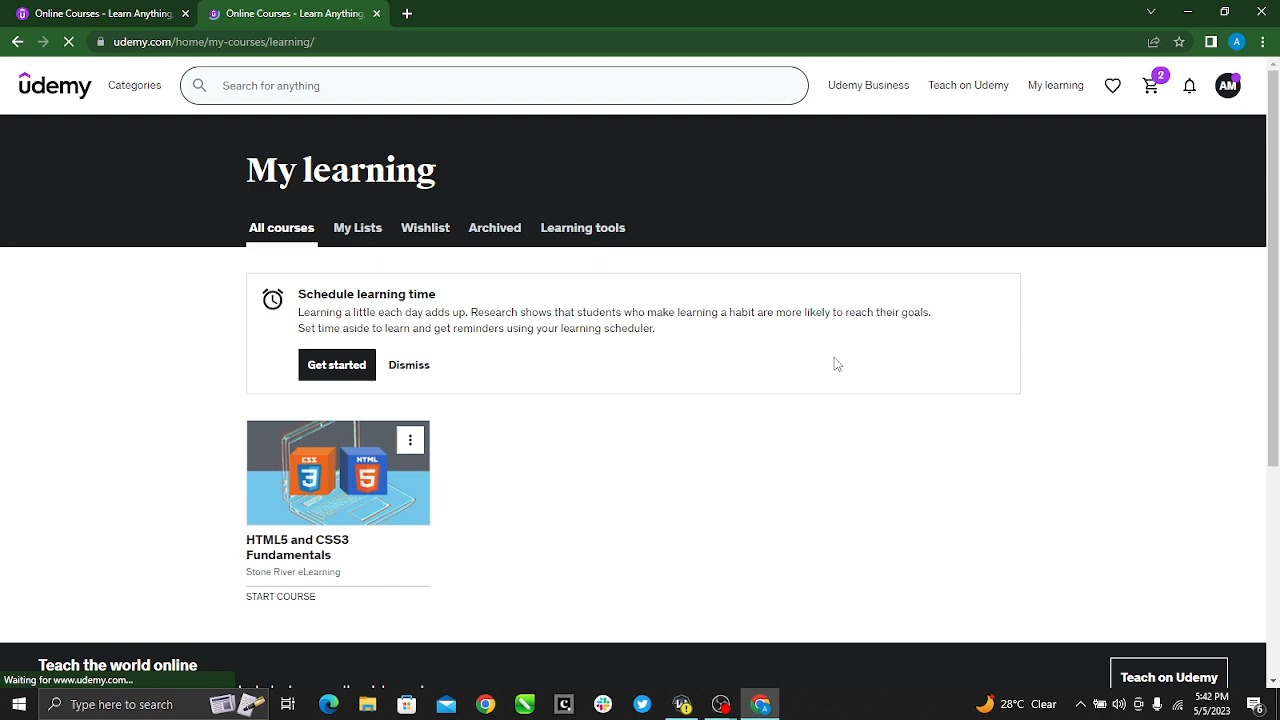 Online Courses - Learn Anything,
Online Courses - Learn Anything,
udemy.com/home/my-courses/learning/
A
udemy
Categories
Search for anything
Udemy Business
Teach on Udemy
My learning
2
AM
My learning
All courses
My Lists
Wishlist
Archived
Learning tools
Schedule learning time
Learning a little each day adds up. Research shows that students who make learning a habit are more likely to reach their goals.
Set time aside to learn and get reminders using your learning scheduler.
Get started
Dismiss
CSS
3
HTML
5
HTML5 and CSS3
Fundamentals
Stone River eLearning
START COURSE
Teach the world online
Teach on Udemy
Waiting for www.udemy.com...
Type here to search
28°C Clear
5:42 PM
5/5/2023
6